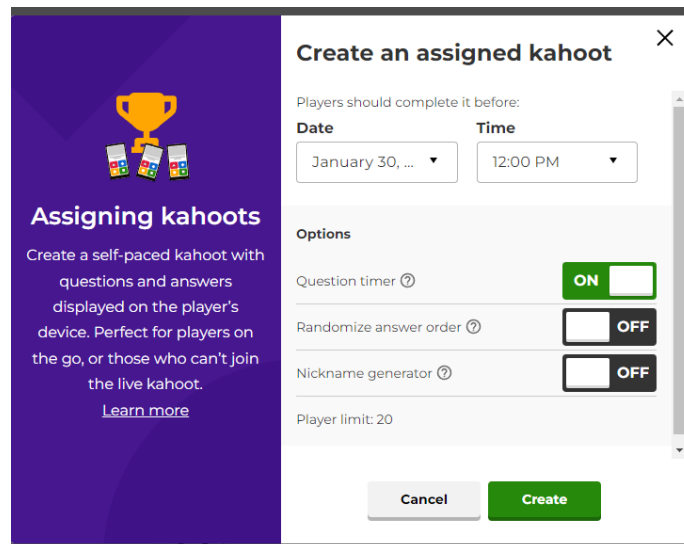 Assigning kahoots
Create a self-paced kahoot with
questions and answers
displayed on the player's
device. Perfect for players on
the go, or those who can't join
the live kahoot.
Learn more
Create an assigned kahoot
Players should complete it before:
Date Time
January 30, ... 12:00 PM
Options
Question timer ? ON
Randomize answer order ? OFF
Nickname generator ? OFF
Player limit: 20
Cancel Create